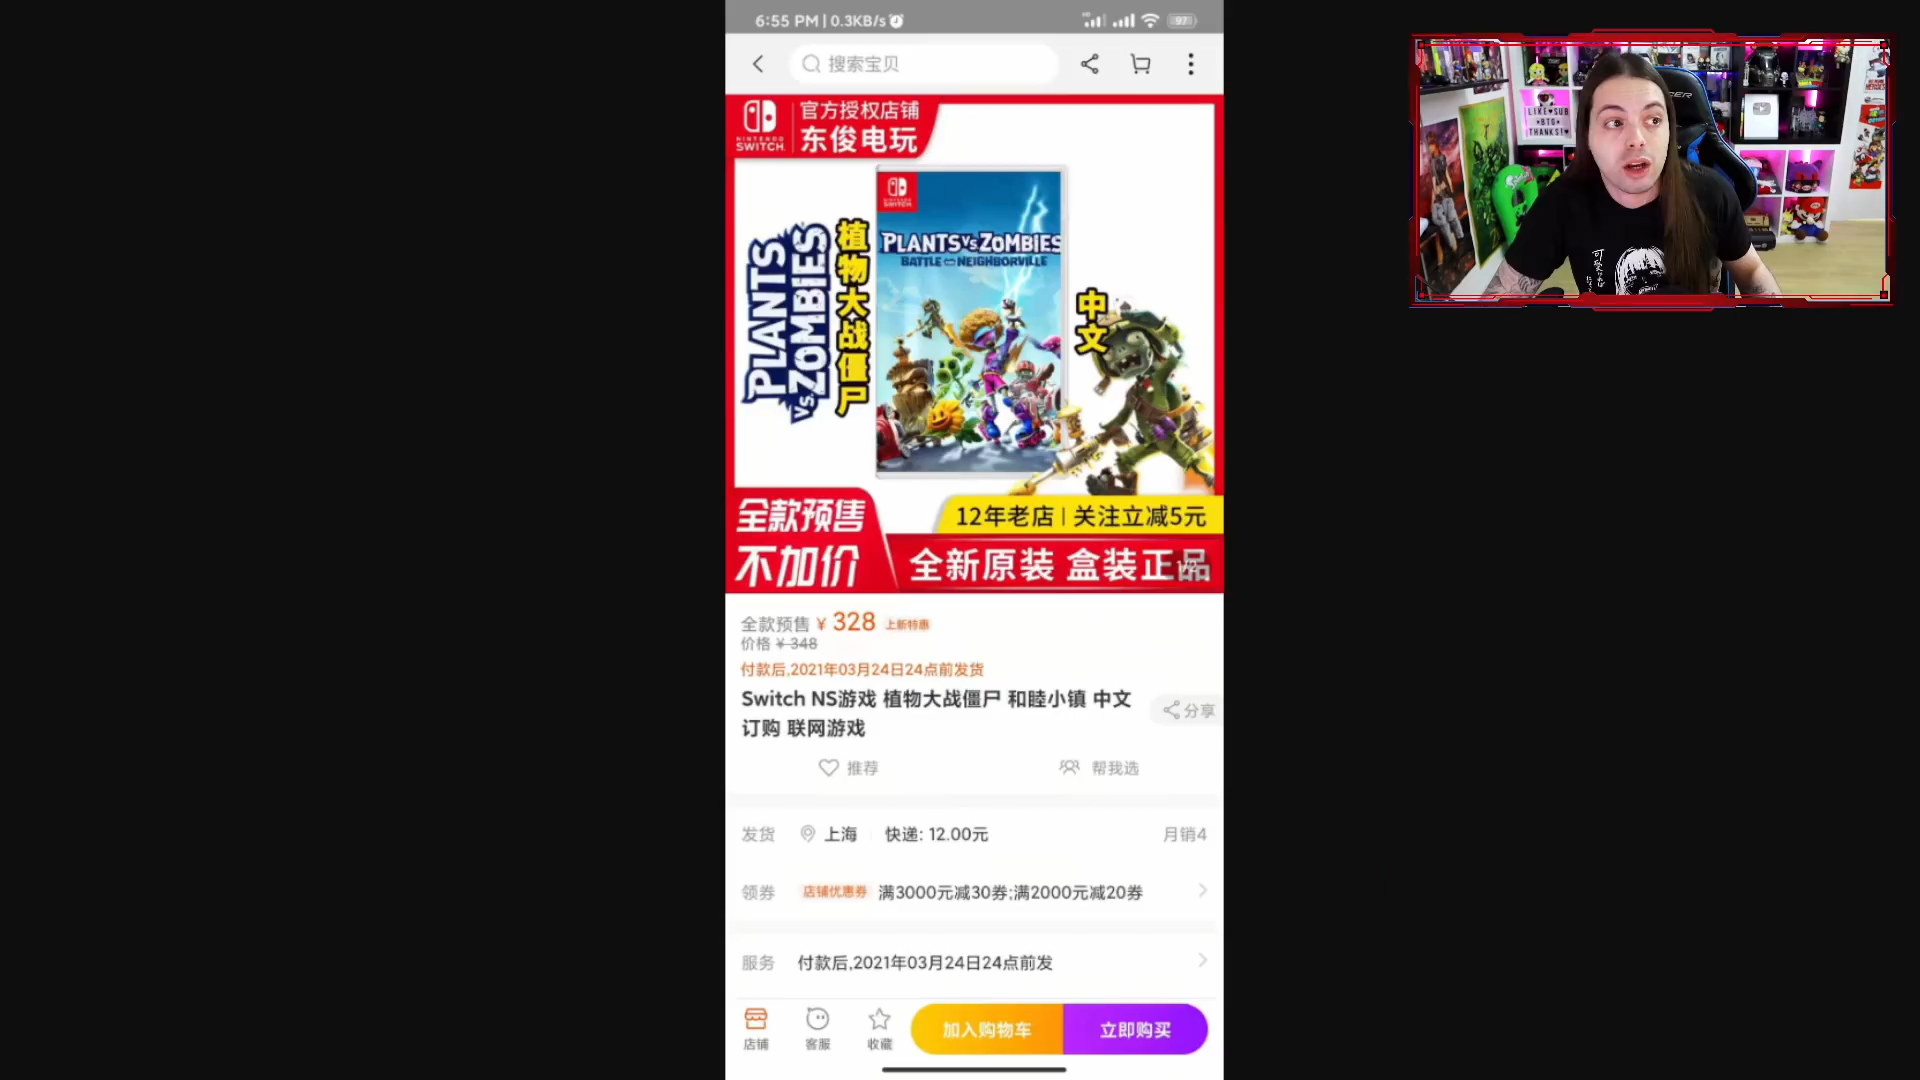 6:55 PM | 0.3KB/s
97
搜索宝贝
NINTENDO
SWITCH
官方授权店铺
东俊电玩
PLANTS
VS. ZOMBIES
植物大战僵尸
NINTENDO
SWITCH
PLANTS VS. ZOMBIES
BATTLE FOR NEIGHBORVILLE
中文
全款预售
不加价
12年老店 | 关注立减5元
全新原装 盒装正品
全款预售 ¥ 328 上新特惠
价格 ¥ 348
付款后,2021年03月24日24点前发货
Switch NS游戏 植物大战僵尸 和睦小镇 中文
订购 联网游戏
分享
推荐
帮我选
发货 上海 快递: 12.00元 月销4
领券 店铺优惠券 满3000元减30券;满2000元减20券
服务 付款后,2021年03月24日24点前发
店铺
客服
收藏
加入购物车
立即购买
LIKE♥SUB
★BTG★
THANKS!♥